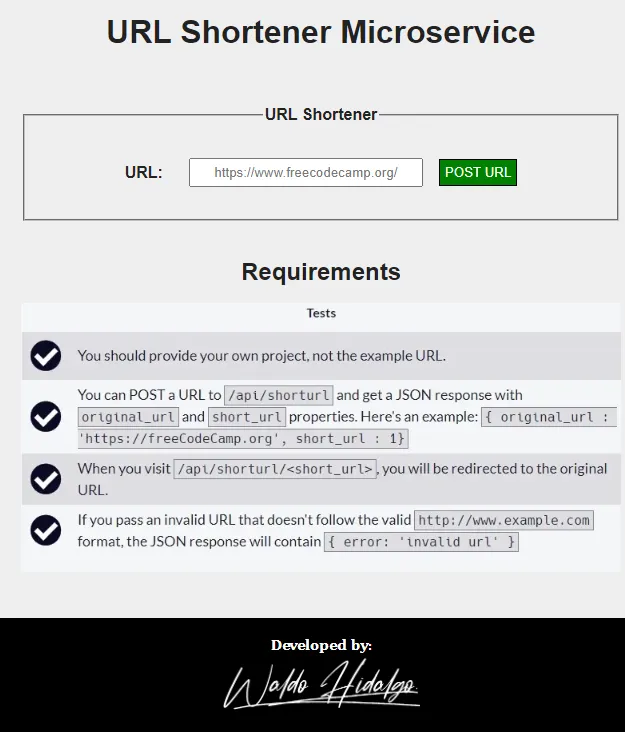 URL Shortener Microservice
URL Shortener
URL:
https://www.freecodecamp.org/
POST URL
Requirements
Tests
You should provide your own project, not the example URL.
You can POST a URL to /api/shorturl and get a JSON response with
original_url and short_url properties. Here's an example: { original_url :
'https://freeCodeCamp.org', short_url : 1}
When you visit /api/shorturl/<short_url>, you will be redirected to the original
URL.
If you pass an invalid URL that doesn't follow the valid http://www.example.com
format, the JSON response will contain { error: 'invalid url' }
Developed by:
Waldo Hidalgo.